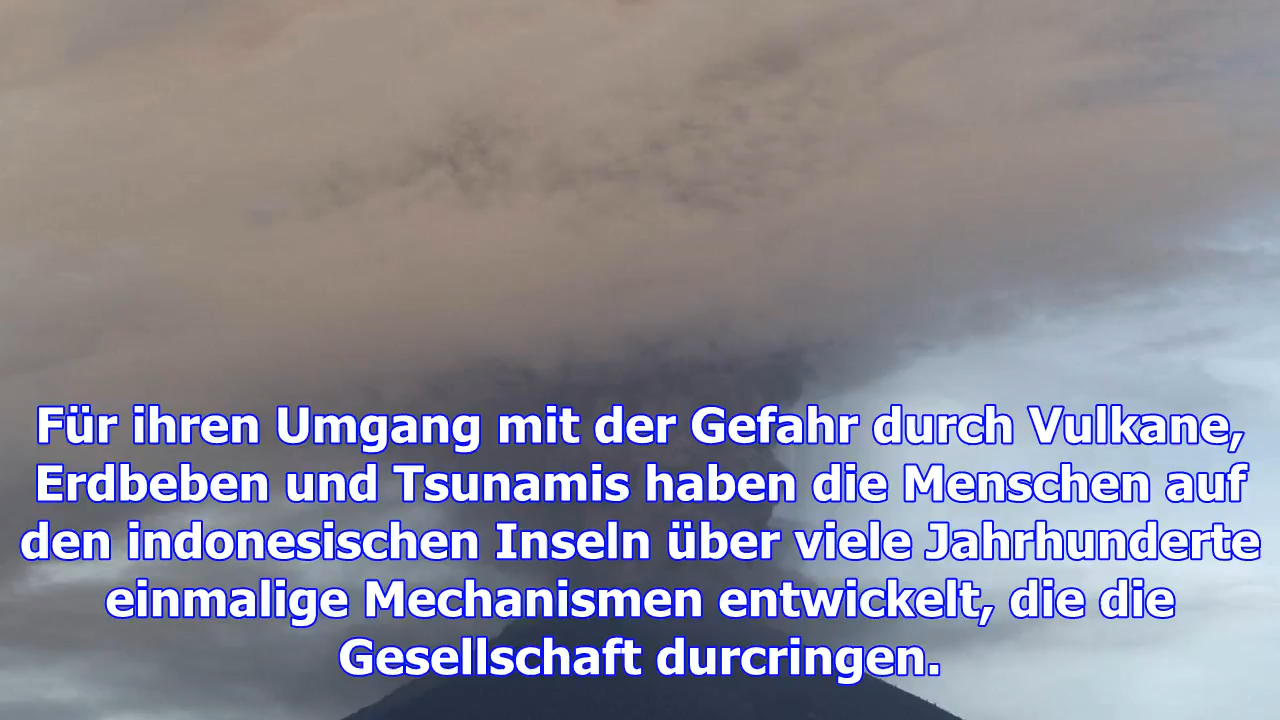 Für ihren Umgang mit der Gefahr durch Vulkane,
Erdbeben und Tsunamis haben die Menschen auf
den indonesischen Inseln über viele Jahrhunderte
einmalige Mechanismen entwickelt, die die
Gesellschaft durcringen.